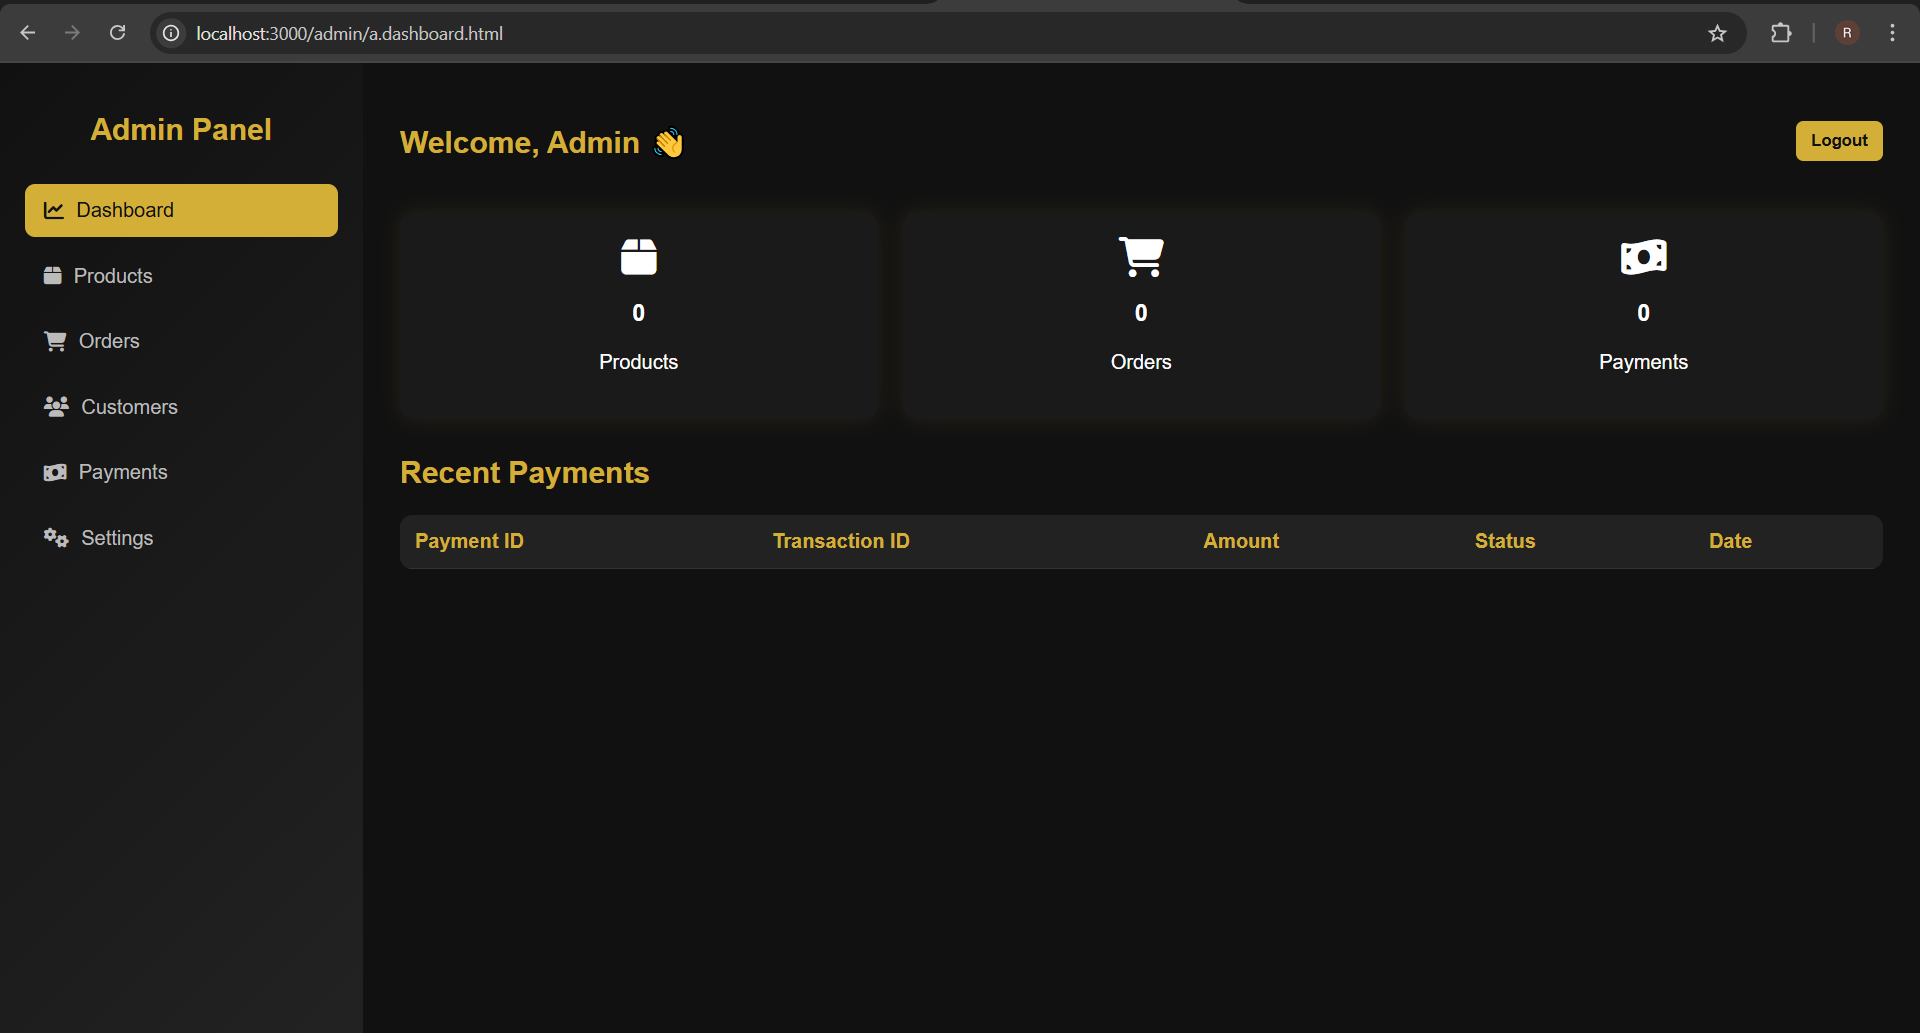 localhost:3000/admin/a.dashboard.html
R
Admin Panel
Dashboard
Products
Orders
Customers
Payments
Settings
Welcome, Admin 👋
Logout
0
Products
0
Orders
0
Payments
Recent Payments
Payment ID Transaction ID Amount Status Date